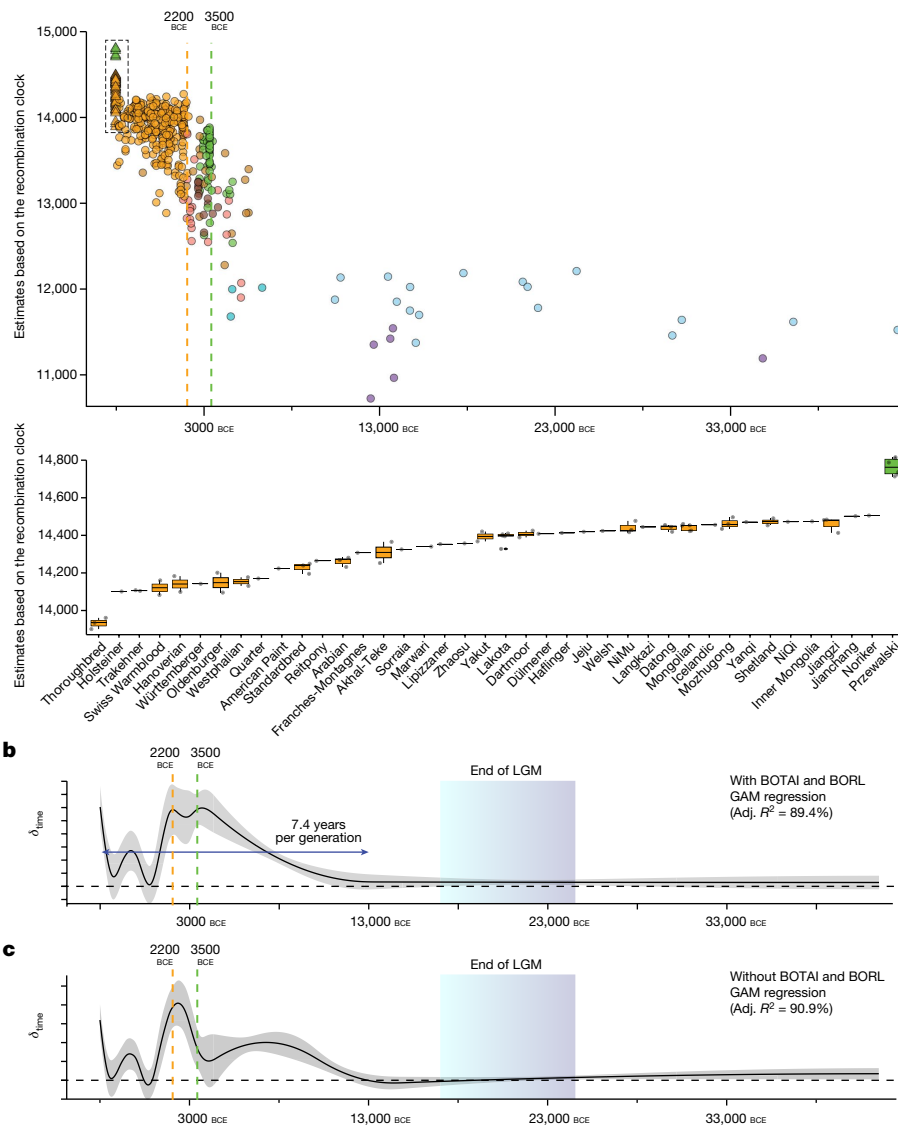 2200 3500
BCE BCE
15,000
14,000
13,000
12,000
11,000
Estimates based on the recombination clock
3000 BCE 13,000 BCE 23,000 BCE 33,000 BCE
14,800
14,600
14,400
14,200
14,000
Estimates based on the recombination clock
Thoroughbred
Holsteiner
Trakehner
Swiss Warmblood
Hanoverian
Württemberger
Oldenburger
Westphalian
Quarter
American Paint
Standardbred
Reitpony
Arabian
Franches-Montagnes
Akhal-Teke
Sorraia
Marwari
Lipizzaner
Zhaosu
Yakut
Lakota
Dartmoor
Dülmener
Haflinger
Jeju
Welsh
NiMu
Langkazi
Datong
Mongolian
Icelandic
Mozhugong
Yanqi
Shetland
NiQi
Inner Mongolia
Jiangzi
Jianchang
Noriker
Przewalski
b
2200 3500
BCE BCE
End of LGM
With BOTAI and BORL
GAM regression
(Adj. R² = 89.4%)
7.4 years
per generation
δtime
3000 BCE 13,000 BCE 23,000 BCE 33,000 BCE
c
2200 3500
BCE BCE
End of LGM
Without BOTAI and BORL
GAM regression
(Adj. R² = 90.9%)
δtime
3000 BCE 13,000 BCE 23,000 BCE 33,000 BCE